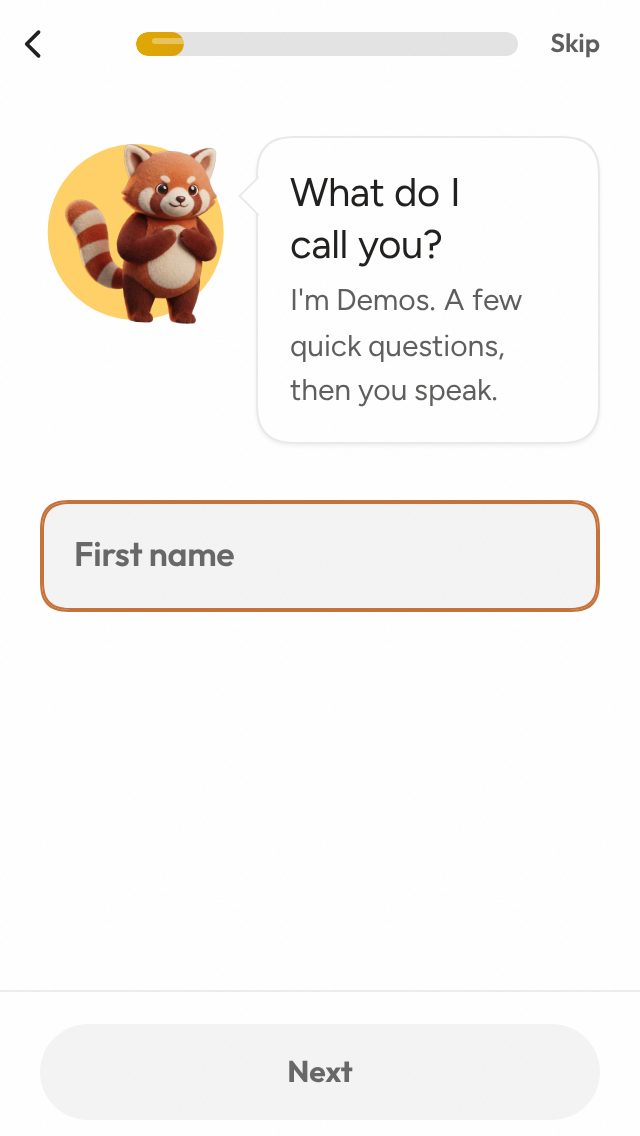 Skip
What do I
call you?
I'm Demos. A few
quick questions,
then you speak.
First name
Next